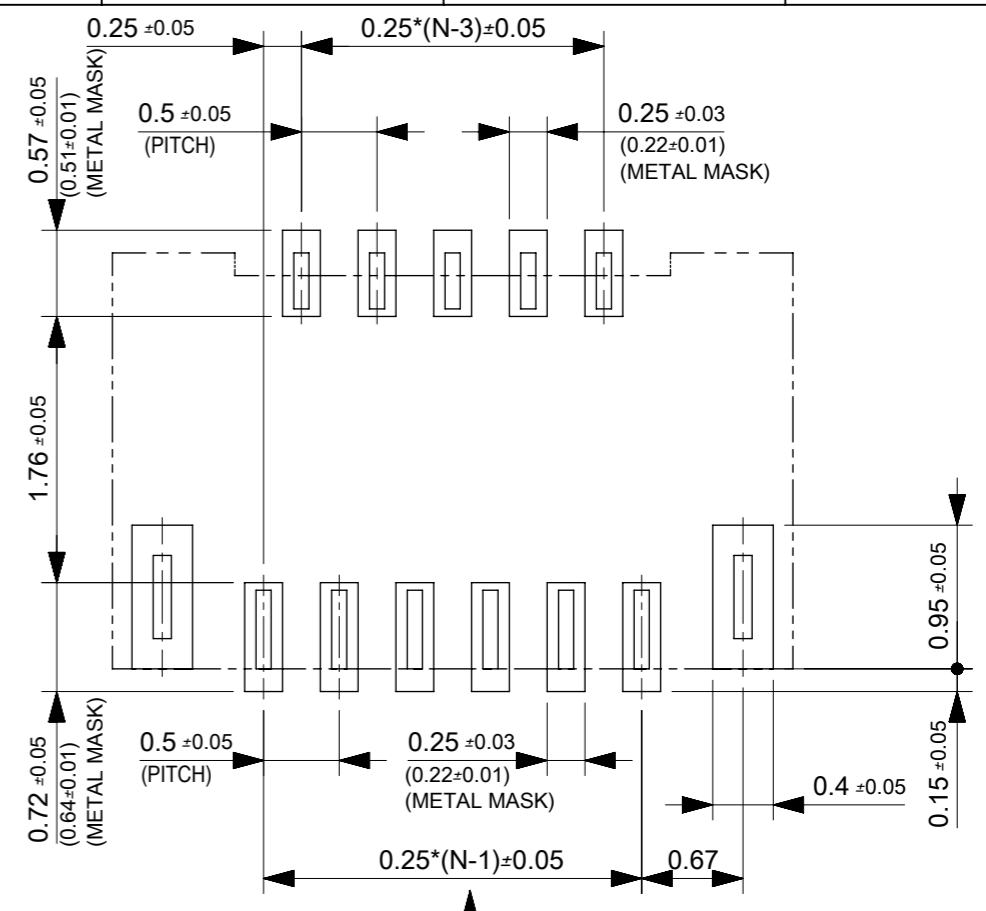 0.25 ±0.05
0.25*(N-3)±0.05
0.57 ±0.05
(0.51±0.01)
(METAL MASK)
0.5 ±0.05
(PITCH)
0.25 ±0.03
(0.22±0.01)
(METAL MASK)
1.76 ±0.05
0.95 ±0.05
0.72 ±0.05
(0.64±0.01)
(METAL MASK)
0.5 ±0.05
(PITCH)
0.25 ±0.03
(0.22±0.01)
(METAL MASK)
0.4 ±0.05
0.15 ±0.05
0.25*(N-1)±0.05
0.67